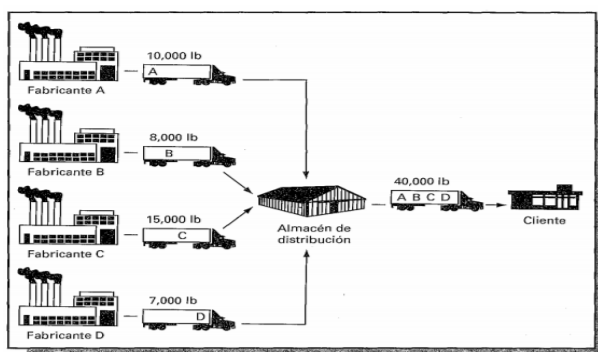 10,000 lb
A
Fabricante A
8,000 lb
B
Fabricante B
15,000 lb
C
Fabricante C
7,000 lb
D
Fabricante D
Almacén de
distribución
40,000 lb
A B C D
Cliente